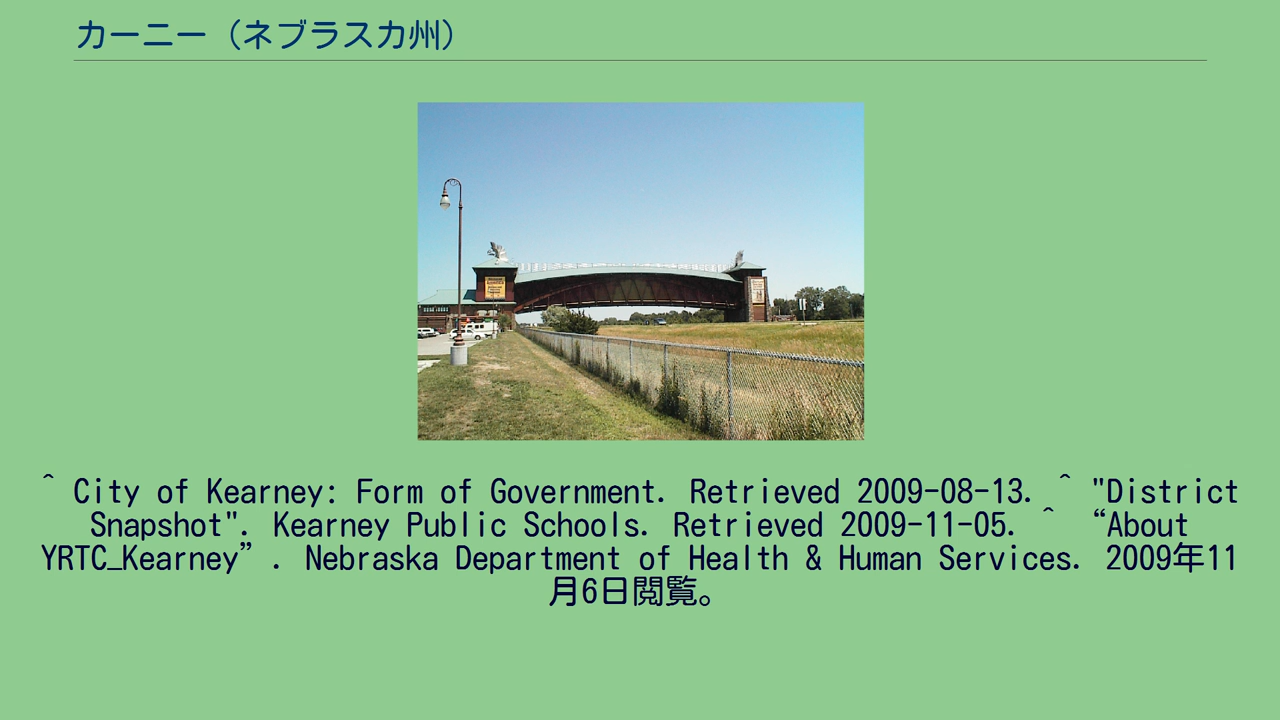 カーニー（ネブラスカ州）
^ City of Kearney: Form of Government. Retrieved 2009-08-13. ^ "District
Snapshot". Kearney Public Schools. Retrieved 2009-11-05. ^ “About
YRTC_Kearney”. Nebraska Department of Health & Human Services. 2009年11
月6日閲覧。